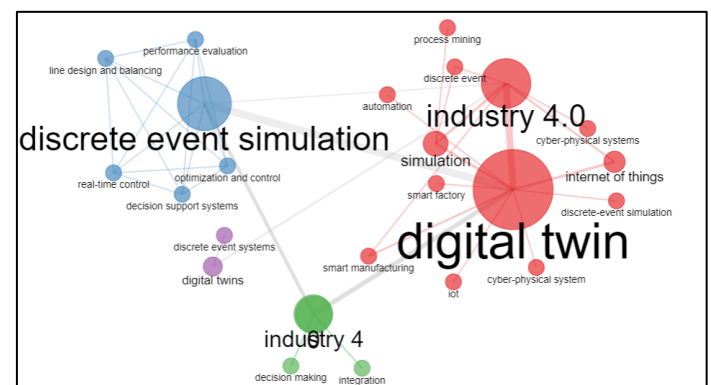 process mining
performance evaluation
line design and balancing
discrete event
automation
industry 4.0
discrete event simulation
cyber-physical systems
simulation
internet of things
optimization and control
real-time control
smart factory
decision support systems
discrete-event simulation
discrete event systems
digital twin
smart manufacturing
digital twins
cyber-physical system
iot
industry 4
0
decision making
integration